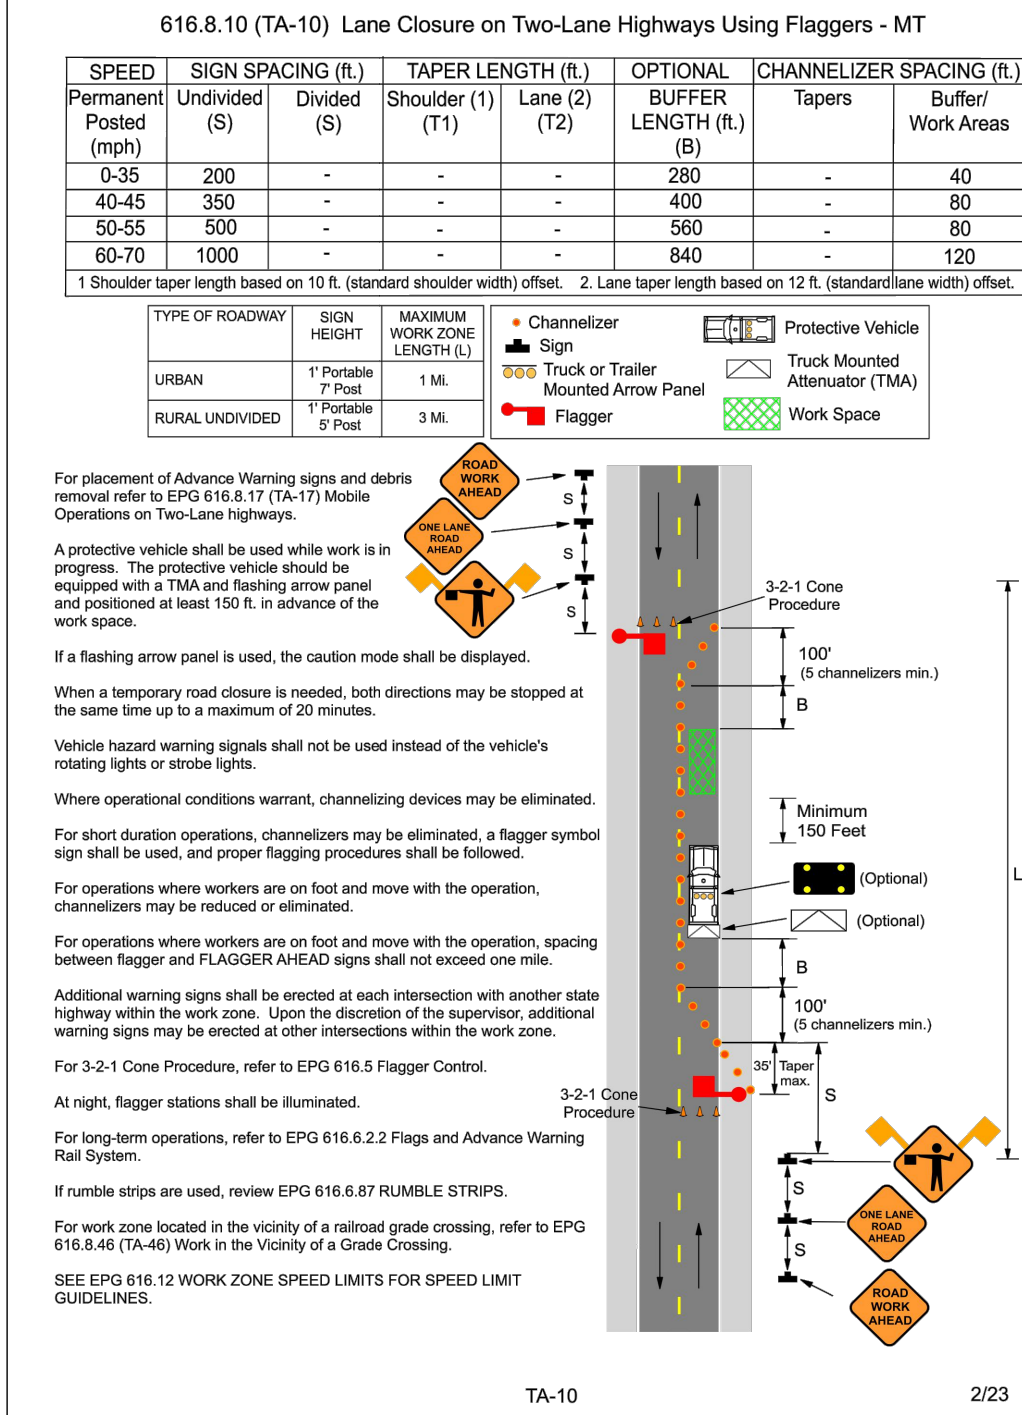 616.8.10 (TA-10)  Lane Closure on Two-Lane Highways Using Flaggers - MT
SPEED SIGN SPACING (ft.) TAPER LENGTH (ft.) OPTIONAL CHANNELIZER SPACING (ft.)
Permanent Undivided Divided Shoulder (1) Lane (2) BUFFER Tapers Buffer/
Posted (S) (S) (T1) (T2) LENGTH (ft.) Work Areas
(mph) (B)
0-35 200 - - - 280 - 40
40-45 350 - - - 400 - 80
50-55 500 - - - 560 - 80
60-70 1000 - - - 840 - 120
1 Shoulder taper length based on 10 ft. (standard shoulder width) offset.   2. Lane taper length based on 12 ft. (standard lane width) offset.
TYPE OF ROADWAY SIGN MAXIMUM
HEIGHT WORK ZONE
LENGTH (L)
URBAN 1' Portable 1 Mi.
7' Post
RURAL UNDIVIDED 1' Portable 3 Mi.
5' Post
Channelizer
Sign
Truck or Trailer
Mounted Arrow Panel
Flagger
Protective Vehicle
Truck Mounted
Attenuator (TMA)
Work Space
For placement of Advance Warning signs and debris
removal refer to EPG 616.8.17 (TA-17) Mobile
Operations on Two-Lane highways.
A protective vehicle shall be used while work is in
progress.  The protective vehicle should be
equipped with a TMA and flashing arrow panel
and positioned at least 150 ft. in advance of the
work space.
If a flashing arrow panel is used, the caution mode shall be displayed.
When a temporary road closure is needed, both directions may be stopped at
the same time up to a maximum of 20 minutes.
Vehicle hazard warning signals shall not be used instead of the vehicle's
rotating lights or strobe lights.
Where operational conditions warrant, channelizing devices may be eliminated.
For short duration operations, channelizers may be eliminated, a flagger symbol
sign shall be used, and proper flagging procedures shall be followed.
For operations where workers are on foot and move with the operation,
channelizers may be reduced or eliminated.
For operations where workers are on foot and move with the operation, spacing
between flagger and FLAGGER AHEAD signs shall not exceed one mile.
Additional warning signs shall be erected at each intersection with another state
highway within the work zone.  Upon the discretion of the supervisor, additional
warning signs may be erected at other intersections within the work zone.
For 3-2-1 Cone Procedure, refer to EPG 616.5 Flagger Control.
At night, flagger stations shall be illuminated.
For long-term operations, refer to EPG 616.6.2.2 Flags and Advance Warning
Rail System.
If rumble strips are used, review EPG 616.6.87 RUMBLE STRIPS.
For work zone located in the vicinity of a railroad grade crossing, refer to EPG
616.8.46 (TA-46) Work in the Vicinity of a Grade Crossing.
SEE EPG 616.12 WORK ZONE SPEED LIMITS FOR SPEED LIMIT
GUIDELINES.
ROAD
WORK
AHEAD
S
ONE LANE
ROAD
AHEAD
S
S
3-2-1 Cone
Procedure
100'
(5 channelizers min.)
B
Minimum
150 Feet
L
(Optional)
(Optional)
B
100'
(5 channelizers min.)
35' Taper
max.
S
3-2-1 Cone
Procedure
S
ONE LANE
ROAD
AHEAD
S
ROAD
WORK
AHEAD
TA-10
2/23